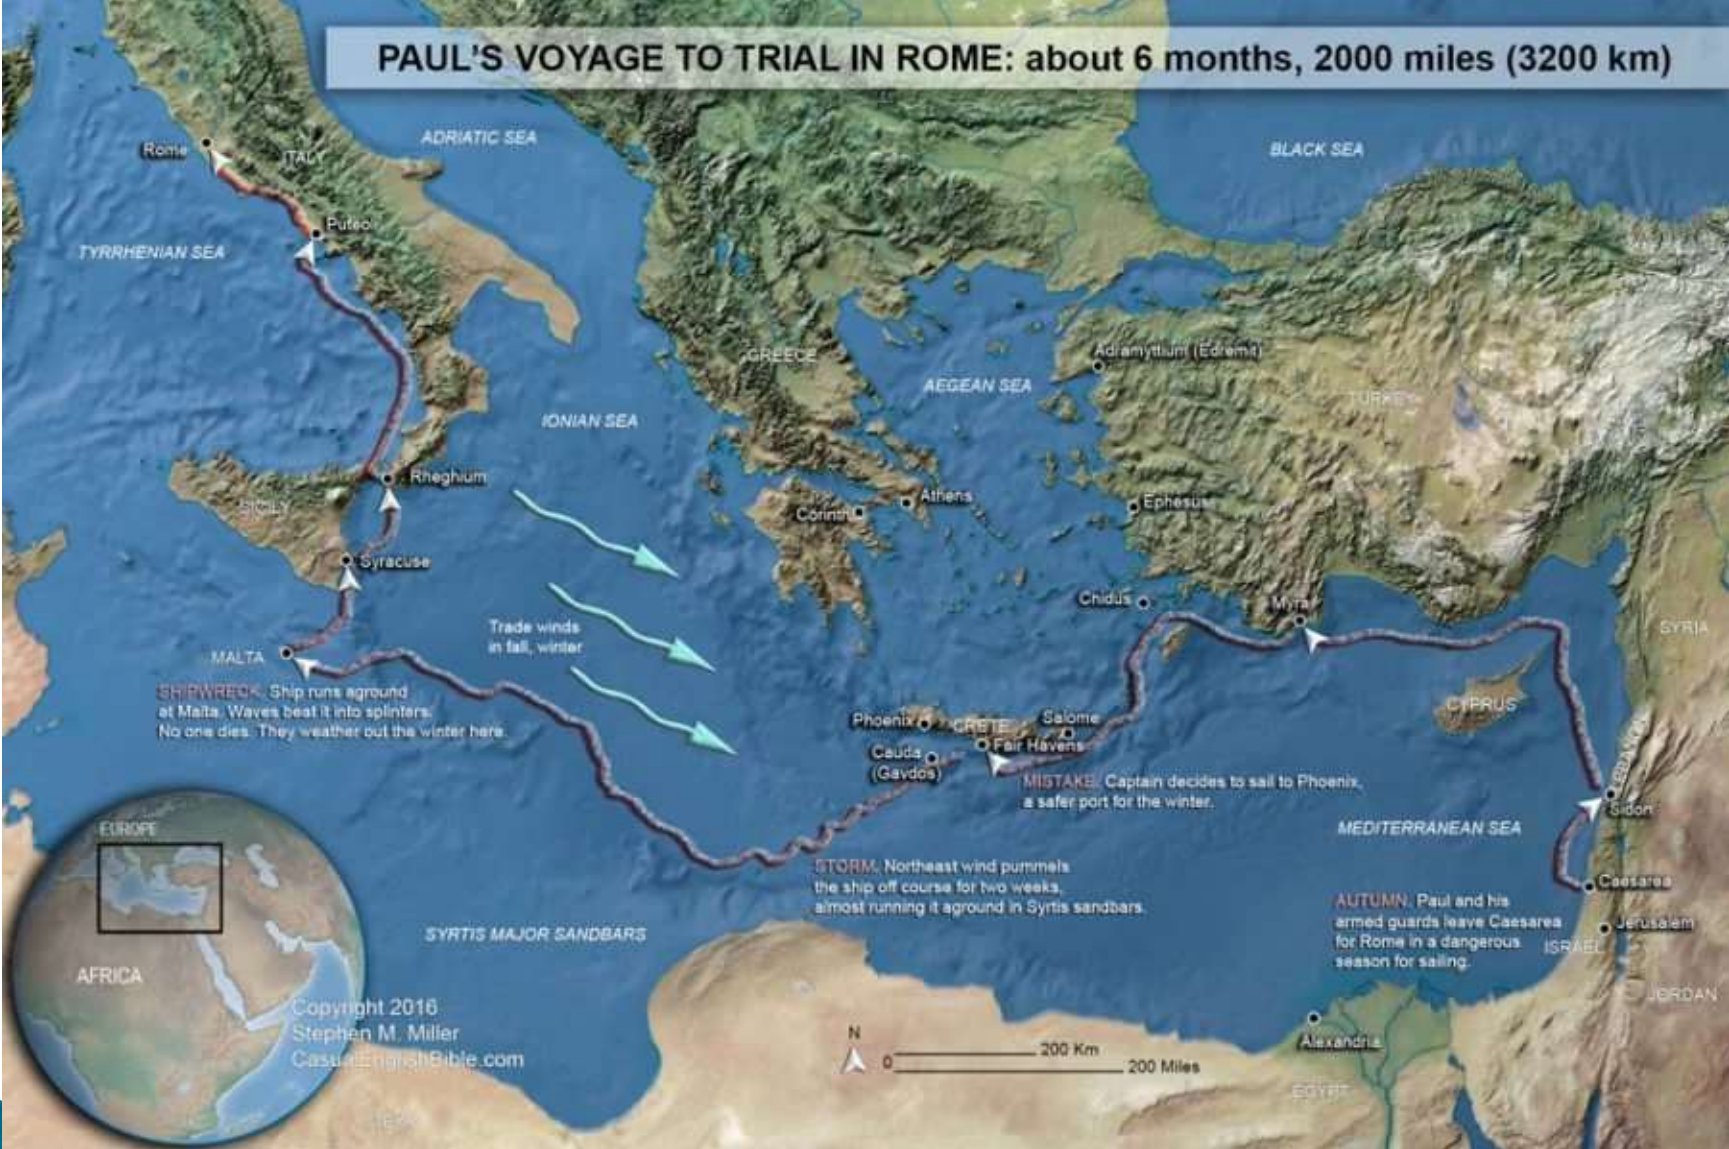 PAUL'S VOYAGE TO TRIAL IN ROME: about 6 months, 2000 miles (3200 km)
ADRIATIC SEA
BLACK SEA
Rome
ITALY
Puteo
TYRRHENIAN SEA
GREECE
Adramyttium (Edremit)
AEGEAN SEA
TURKEY
IONIAN SEA
Rheghium
SICILY
Athens
Corinth
Ephesus
Syracuse
Chidus
Myra
Trade winds
in fall, winter
SYRIA
MALTA
SHIPWRECK. Ship runs aground
at Malta. Waves beat it into splinters.
No one dies. They weather out the winter here.
CYPRUS
Phoenix
CRETE
Salome
Fair Havens
Cauda
(Gavdos)
MISTAKE. Captain decides to sail to Phoenix,
a safer port for the winter.
LEBANON
Sidon
MEDITERRANEAN SEA
STORM. Northeast wind pummels
the ship off course for two weeks,
almost running it aground in Syrtis sandbars.
Caesarea
AUTUMN. Paul and his
armed guards leave Caesarea
for Rome in a dangerous
season for sailing.
Jerusalem
ISRAEL
JORDAN
SYRTIS MAJOR SANDBARS
EUROPE
AFRICA
Copyright 2016
Stephen M. Miller
CasualEnglishBible.com
N
0
200 Km
200 Miles
Alexandria
EGYPT